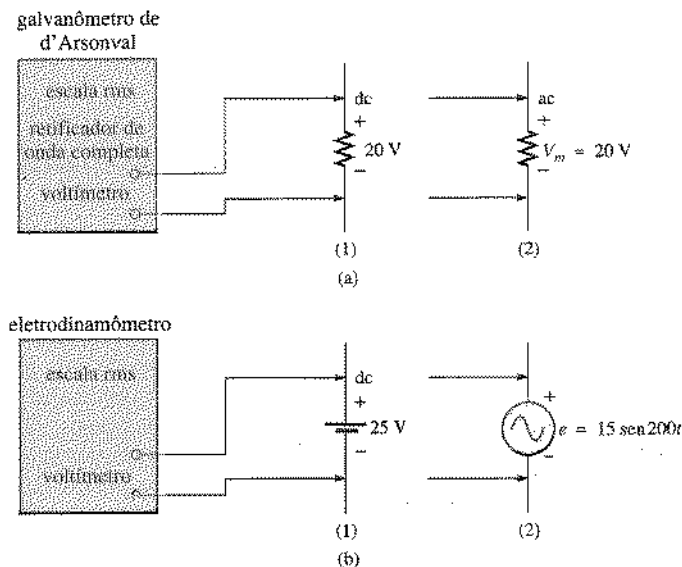 galvanômetro de
d'Arsonval
escala rms
retificador de
onda completa
voltímetro
dc
+
20 V
−
(1)
ac
+
V_m = 20 V
−
(2)
(a)
eletrodinamômetro
escala rms
voltímetro
dc
+
25 V
−
(1)
+
e = 15 sen 200t
−
(2)
(b)